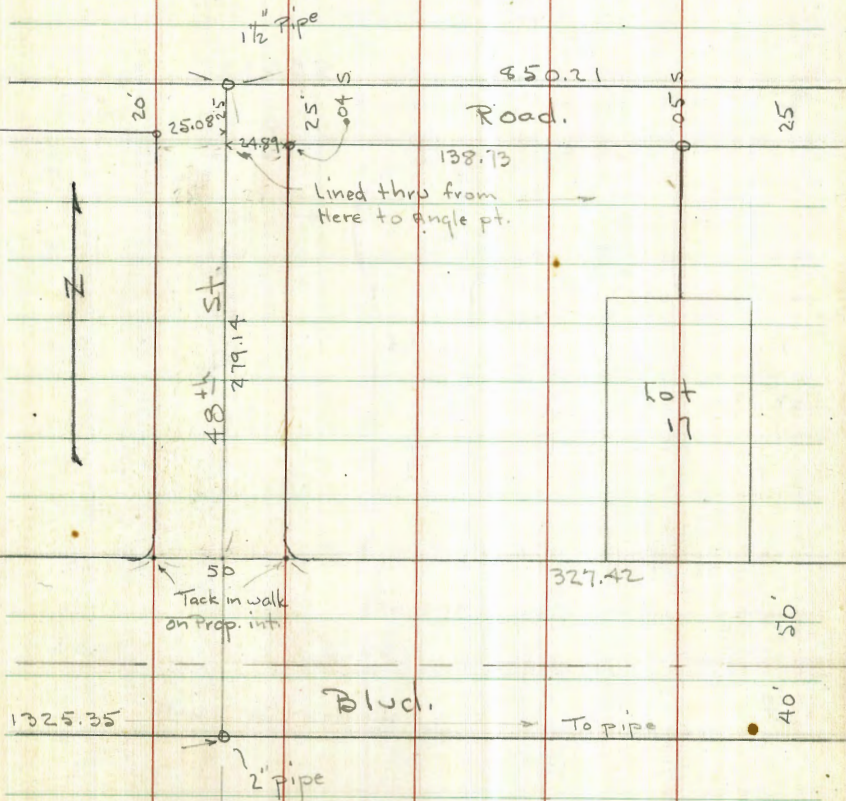 1½" Pipe
850.21
20'
25.08
25
25'
.04 S
Road.
.05 S
25
24.89
138.73
Lined thru from
Here to Angle pt.
N
48th St.
279.14
Lot
17
50
327.42
Tack in walk
on Prop. int.
50'
Blvd.
40'
1325.35
To pipe
2" pipe